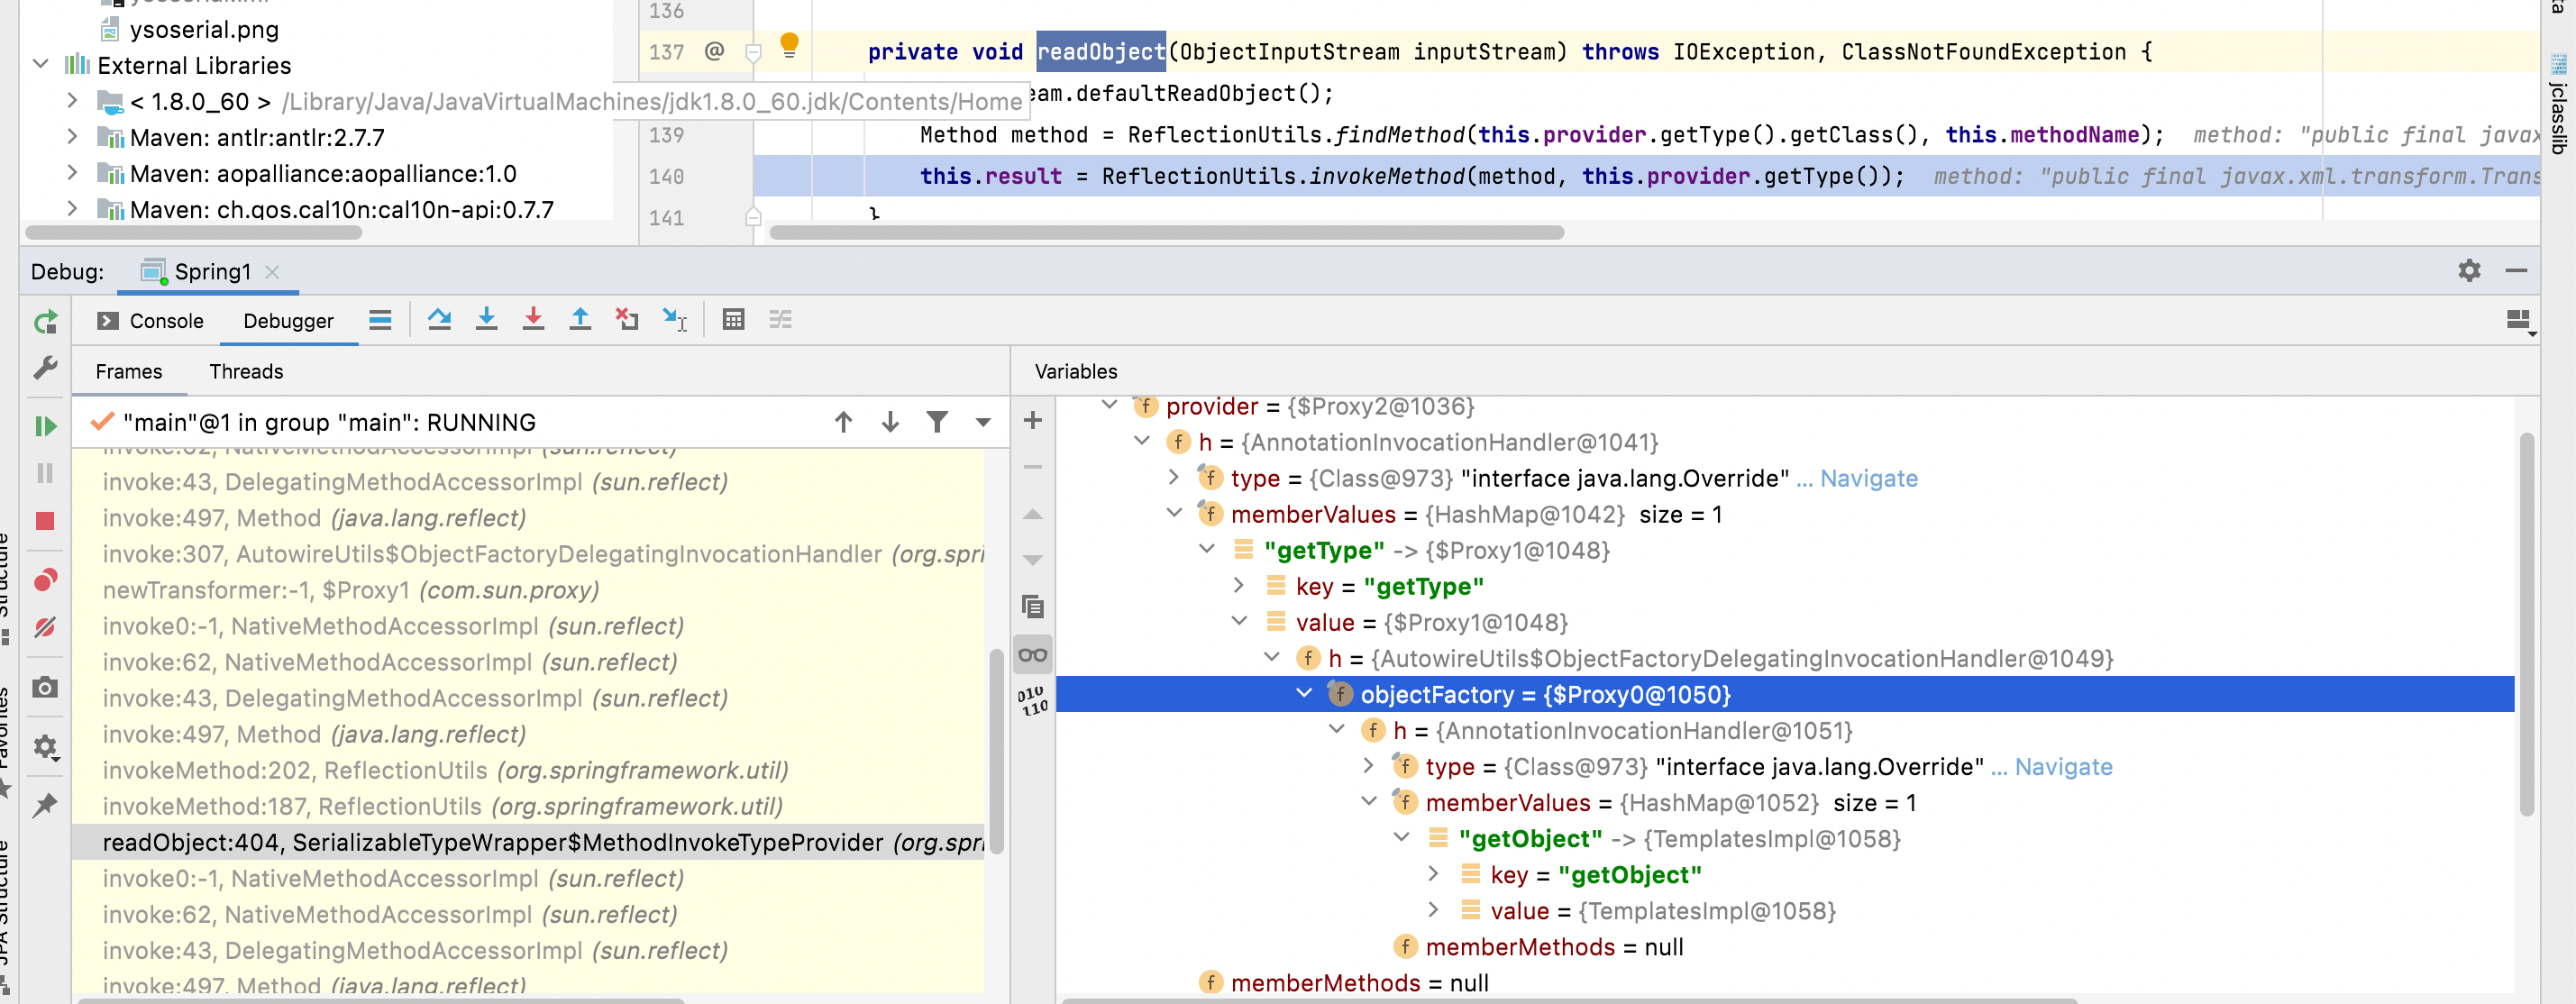 136
ysoserial.png
137 @ private void readObject(ObjectInputStream inputStream) throws IOException, ClassNotFoundException {
External Libraries
< 1.8.0_60 > /Library/Java/JavaVirtualMachines/jdk1.8.0_60.jdk/Contents/Home
am.defaultReadObject();
Maven: antlr:antlr:2.7.7
139 Method method = ReflectionUtils.findMethod(this.provider.getType().getClass(), this.methodName); method: "public final javax
Maven: aopalliance:aopalliance:1.0
140 this.result = ReflectionUtils.invokeMethod(method, this.provider.getType()); method: "public final javax.xml.transform.Trans
Maven: ch.qos.cal10n:cal10n-api:0.7.7
141 }
jclasslib
Debug: Spring1
Console Debugger
Frames Threads
Variables
"main"@1 in group "main": RUNNING
invoke:62, NativeMethodAccessorImpl (sun.reflect)
invoke:43, DelegatingMethodAccessorImpl (sun.reflect)
invoke:497, Method (java.lang.reflect)
invoke:307, AutowireUtils$ObjectFactoryDelegatingInvocationHandler (org.spri
newTransformer:-1, $Proxy1 (com.sun.proxy)
invoke0:-1, NativeMethodAccessorImpl (sun.reflect)
invoke:62, NativeMethodAccessorImpl (sun.reflect)
invoke:43, DelegatingMethodAccessorImpl (sun.reflect)
invoke:497, Method (java.lang.reflect)
invokeMethod:202, ReflectionUtils (org.springframework.util)
invokeMethod:187, ReflectionUtils (org.springframework.util)
readObject:404, SerializableTypeWrapper$MethodInvokeTypeProvider (org.spri
invoke0:-1, NativeMethodAccessorImpl (sun.reflect)
invoke:62, NativeMethodAccessorImpl (sun.reflect)
invoke:43, DelegatingMethodAccessorImpl (sun.reflect)
invoke:497, Method (java.lang.reflect)
provider = {$Proxy2@1036}
h = {AnnotationInvocationHandler@1041}
type = {Class@973} "interface java.lang.Override" ... Navigate
memberValues = {HashMap@1042} size = 1
"getType" -> {$Proxy1@1048}
key = "getType"
value = {$Proxy1@1048}
h = {AutowireUtils$ObjectFactoryDelegatingInvocationHandler@1049}
objectFactory = {$Proxy0@1050}
h = {AnnotationInvocationHandler@1051}
type = {Class@973} "interface java.lang.Override" ... Navigate
memberValues = {HashMap@1052} size = 1
"getObject" -> {TemplatesImpl@1058}
key = "getObject"
value = {TemplatesImpl@1058}
memberMethods = null
memberMethods = null
Structure
Favorites
JPA Structure